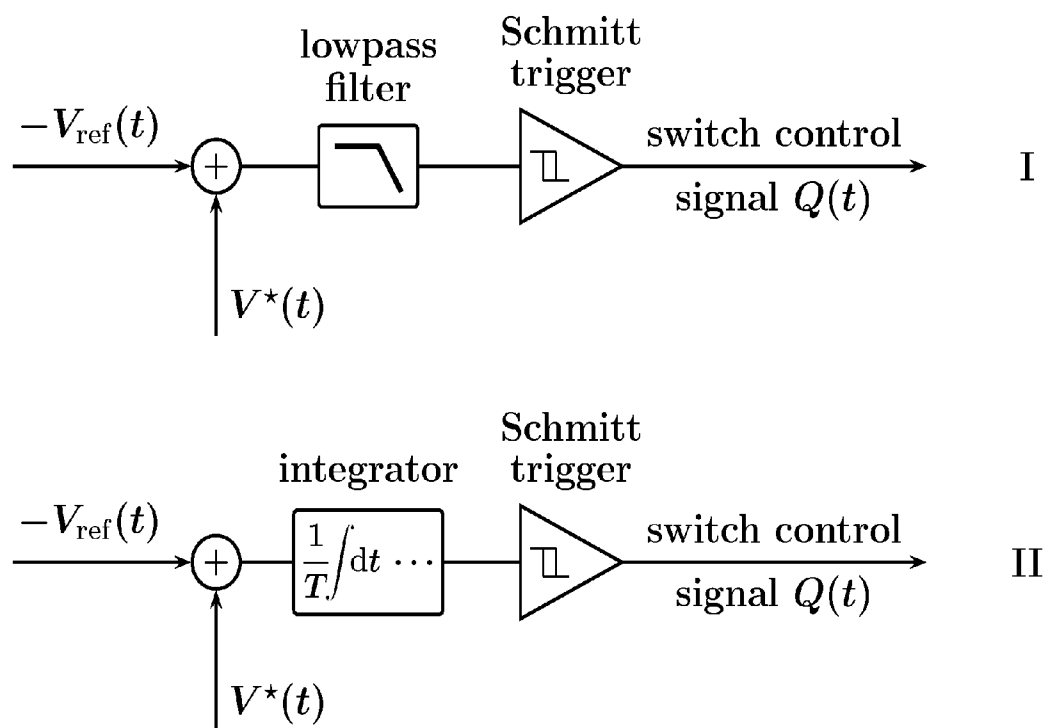 Schmitt
trigger
lowpass
filter
−V_ref(t)
+
switch control
signal Q(t)
I
V*(t)
Schmitt
trigger
integrator
−V_ref(t)
+
1/T ∫dt ···
switch control
signal Q(t)
II
V*(t)